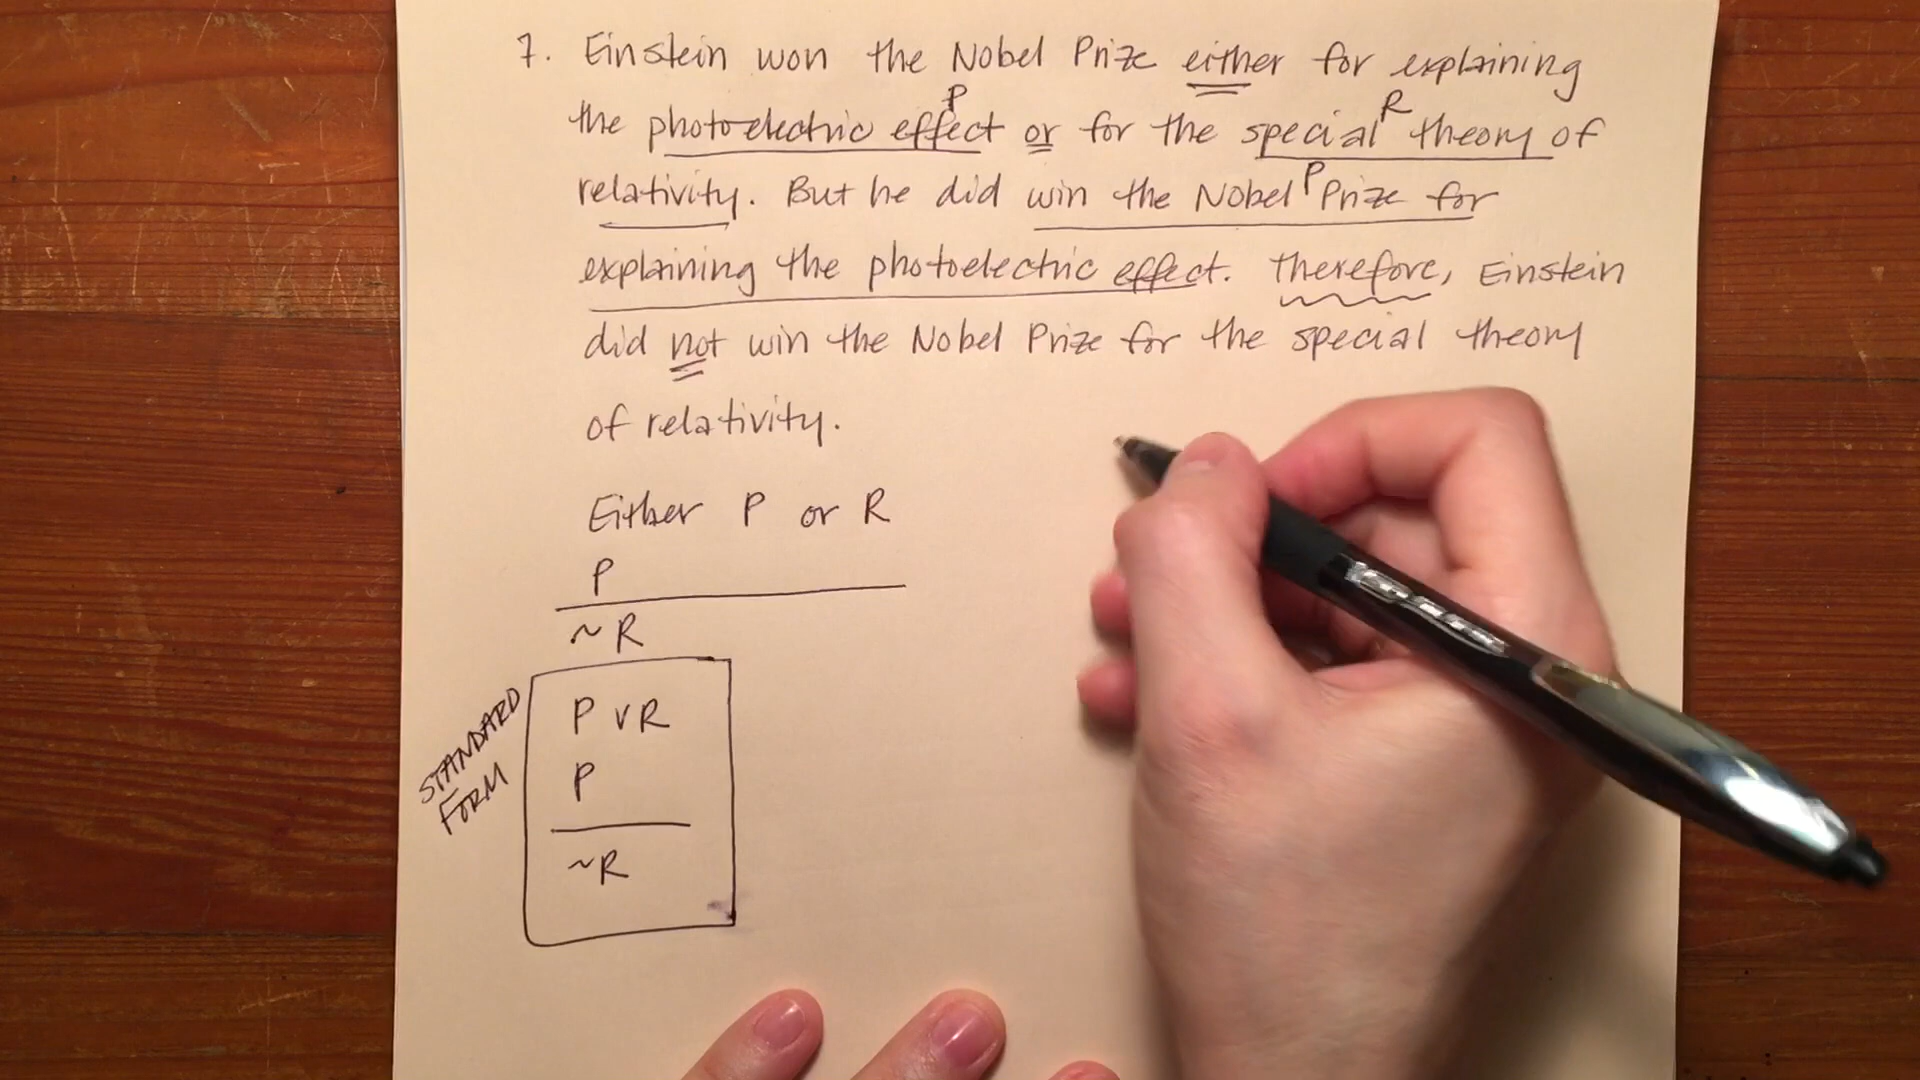 7. Einstein won the Nobel Prize either for explaining
P R
the photoelectric effect or for the special theory of
P
relativity. But he did win the Nobel Prize for
explaining the photoelectric effect. Therefore, Einstein
did not win the Nobel Prize for the special theory
of relativity.
Either P or R
P
~ R
STANDARD
FORM
P v R
P
~R